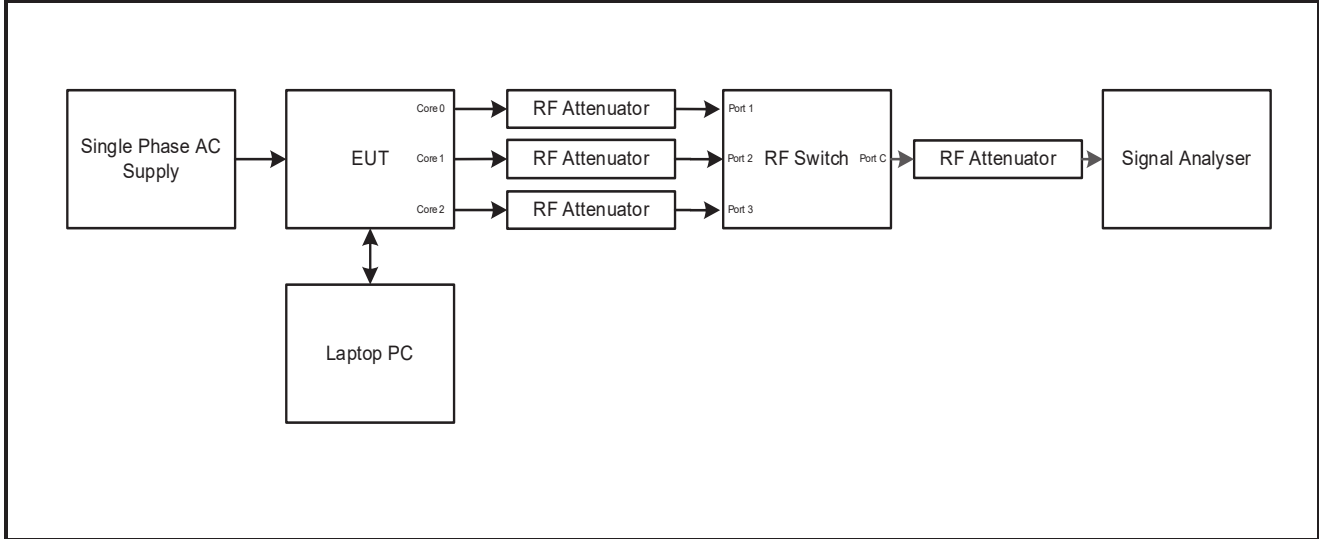 Single Phase AC
Supply
EUT
Core 0
Core 1
Core 2
RF Attenuator
RF Attenuator
RF Attenuator
Port 1
Port 2
Port 3
RF Switch
Port C
RF Attenuator
Signal Analyser
Laptop PC